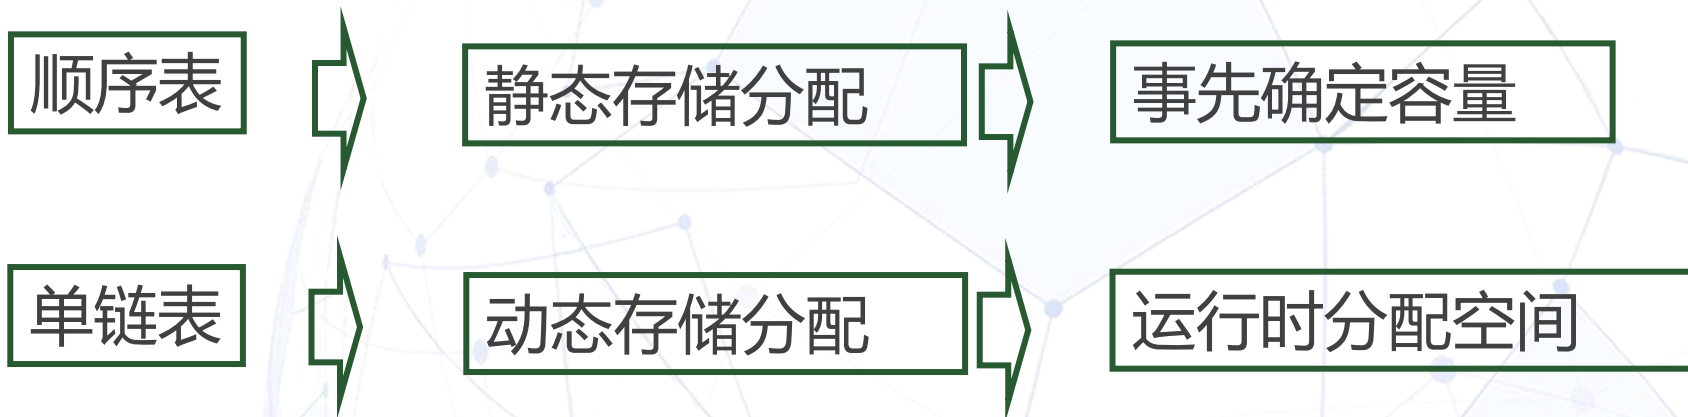 顺序表
静态存储分配
事先确定容量
单链表
动态存储分配
运行时分配空间